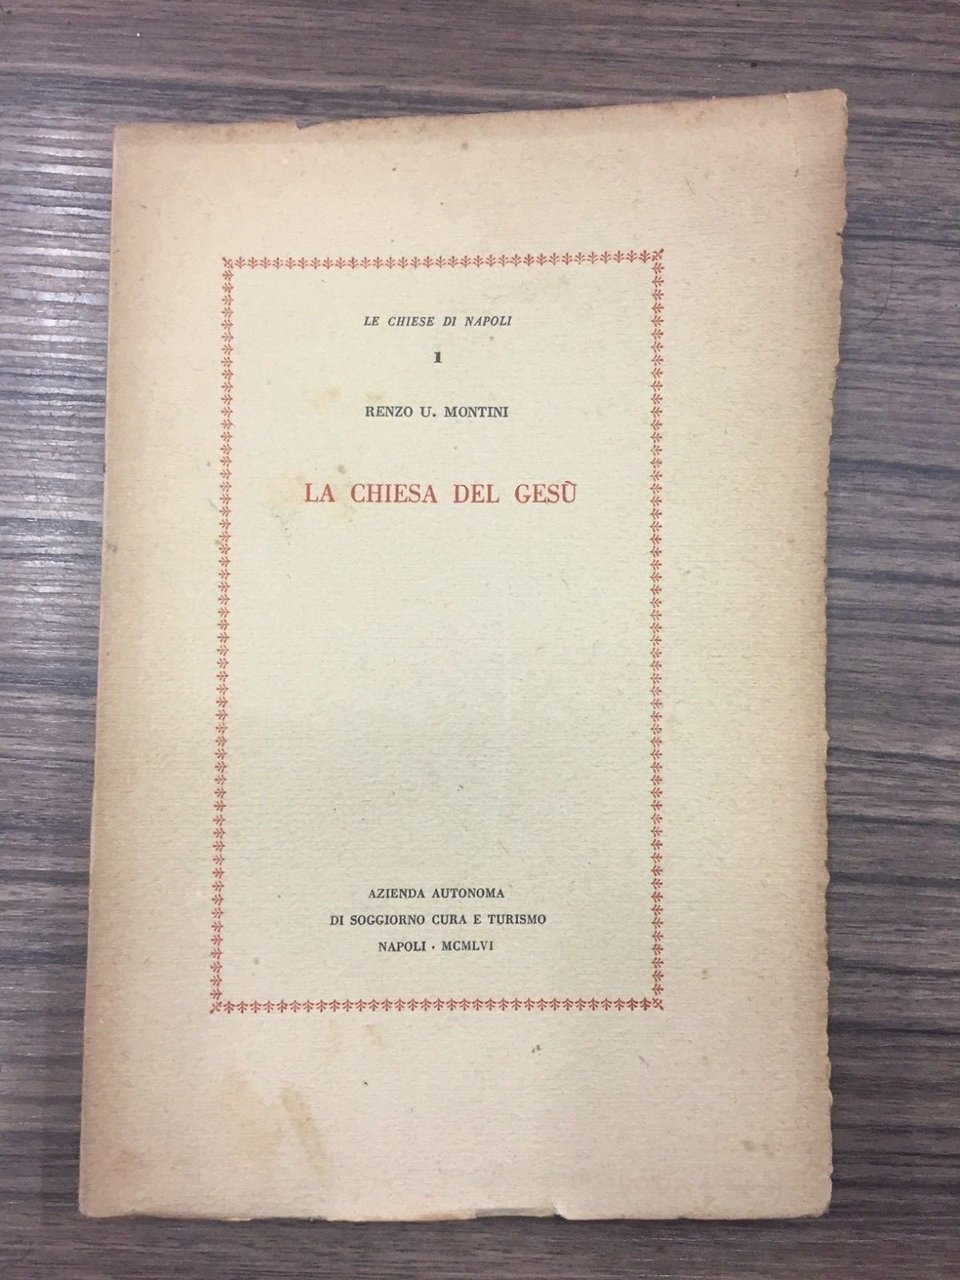 LE CHIESE DI NAPOLI
1
RENZO U. MONTINI
LA CHIESA DEL GESÙ
AZIENDA AUTONOMA
DI SOGGIORNO CURA E TURISMO
NAPOLI · MCMLVI